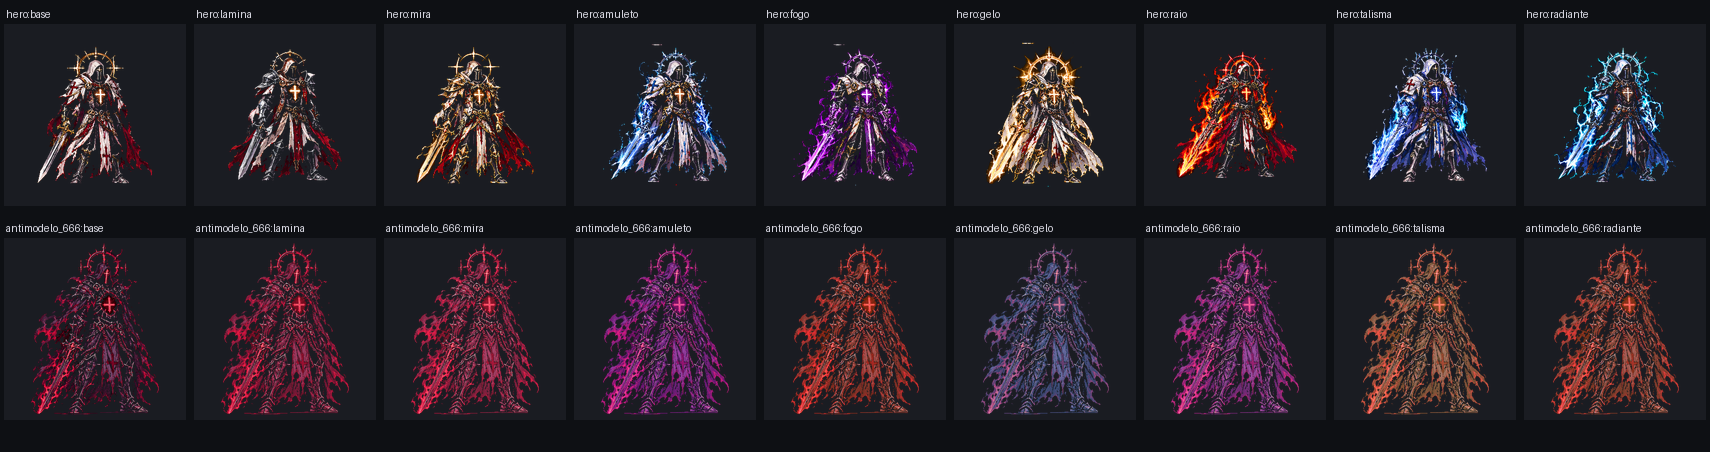 hero:base
hero:lamina
hero:mira
hero:amuleto
hero:fogo
hero:gelo
hero:raio
hero:talisma
hero:radiante
antimodelo_666:base
antimodelo_666:lamina
antimodelo_666:mira
antimodelo_666:amuleto
antimodelo_666:fogo
antimodelo_666:gelo
antimodelo_666:raio
antimodelo_666:talisma
antimodelo_666:radiante